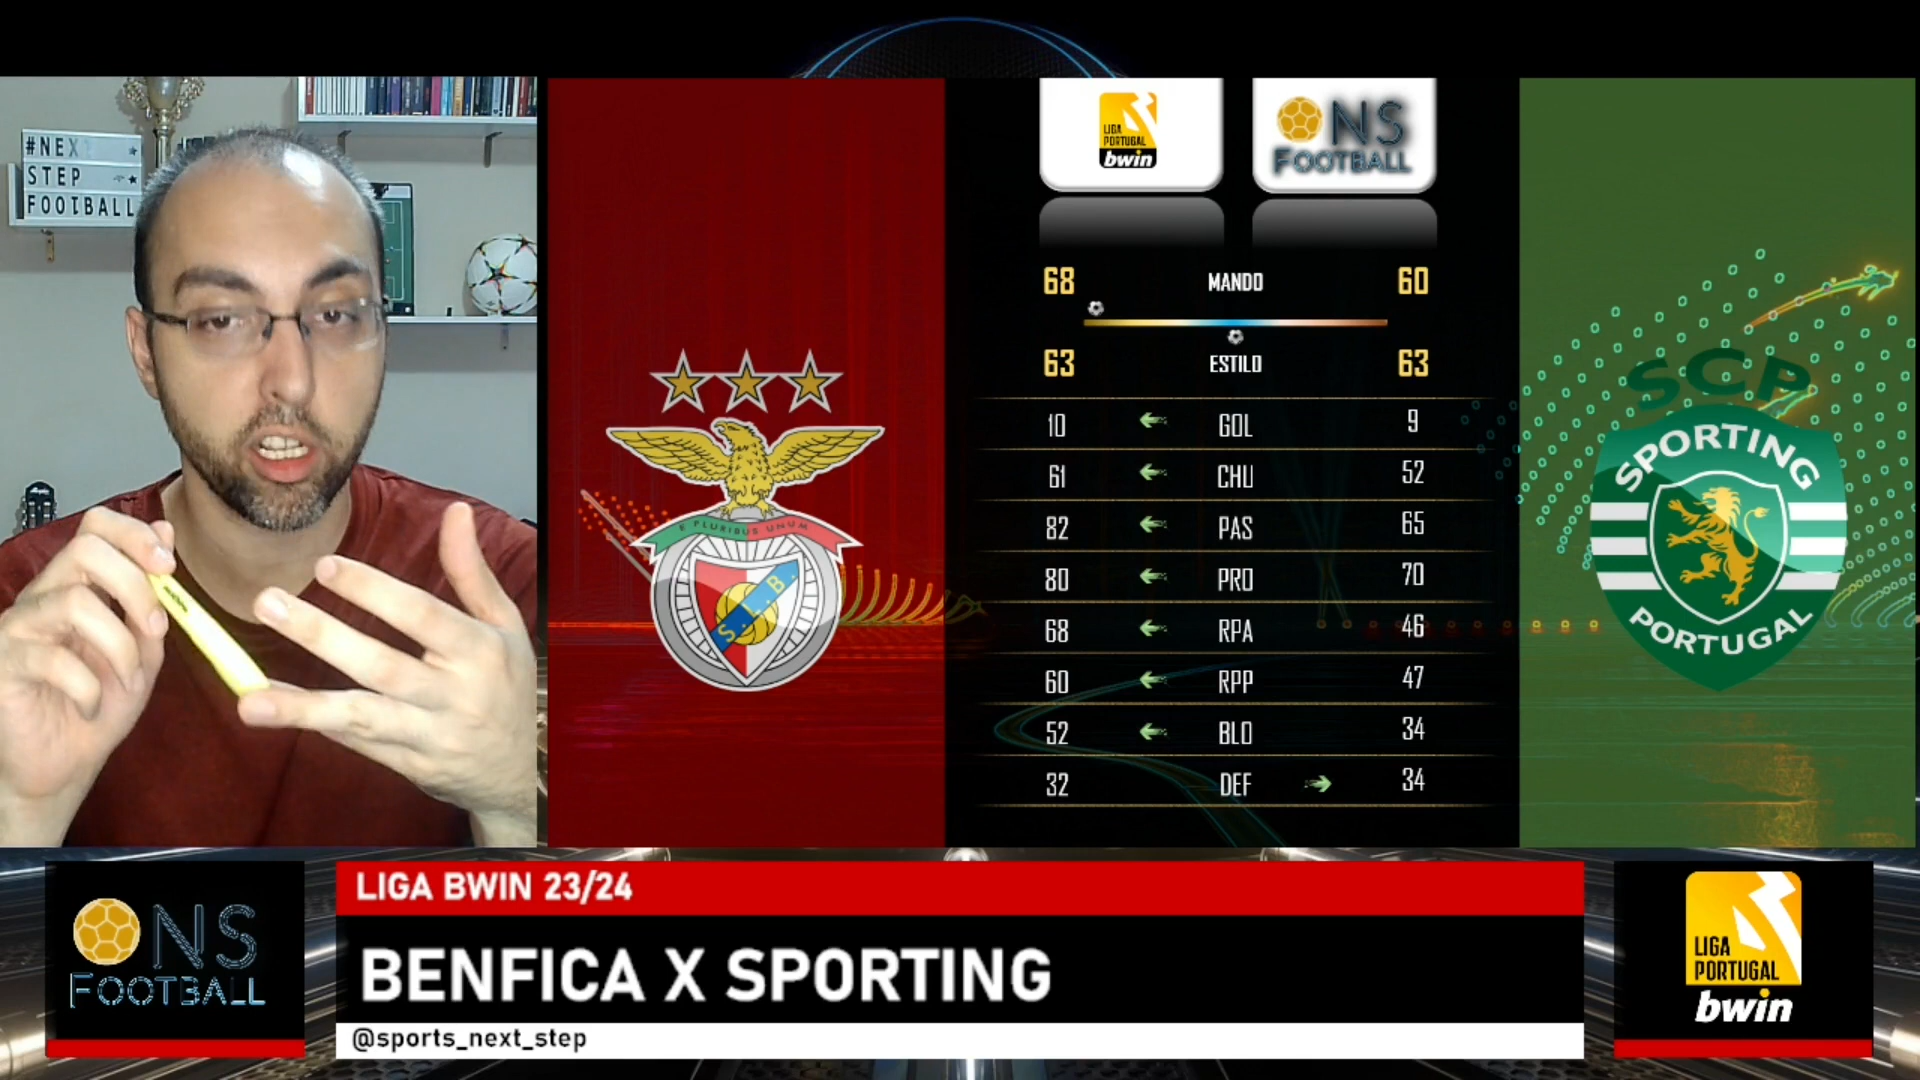 #NEX
STEP
FOOTBALL
LIGA
PORTUGAL
bwin
NS
FOOTBALL
68 MANDO 60
63 ESTILO 63
10 GOL 9
61 CHU 52
82 PAS 65
80 PRO 70
68 RPA 46
60 RPP 47
52 BLO 34
32 DEF 34
E PLURIBUS UNUM
S.L.B.
SCP
SPORTING
PORTUGAL
NS
FOOTBALL
LIGA BWIN 23/24
BENFICA X SPORTING
@sports_next_step
LIGA
PORTUGAL
bwin